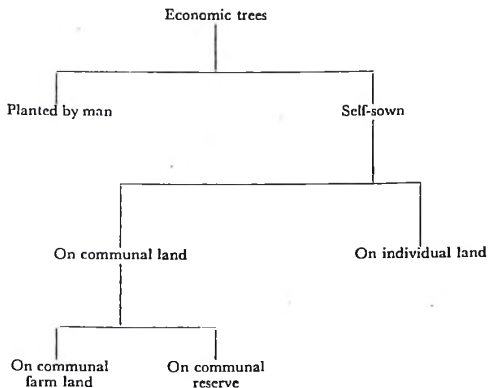 Economic trees
Planted by man
Self-sown
On communal land
On individual land
On communal
farm land
On communal
reserve